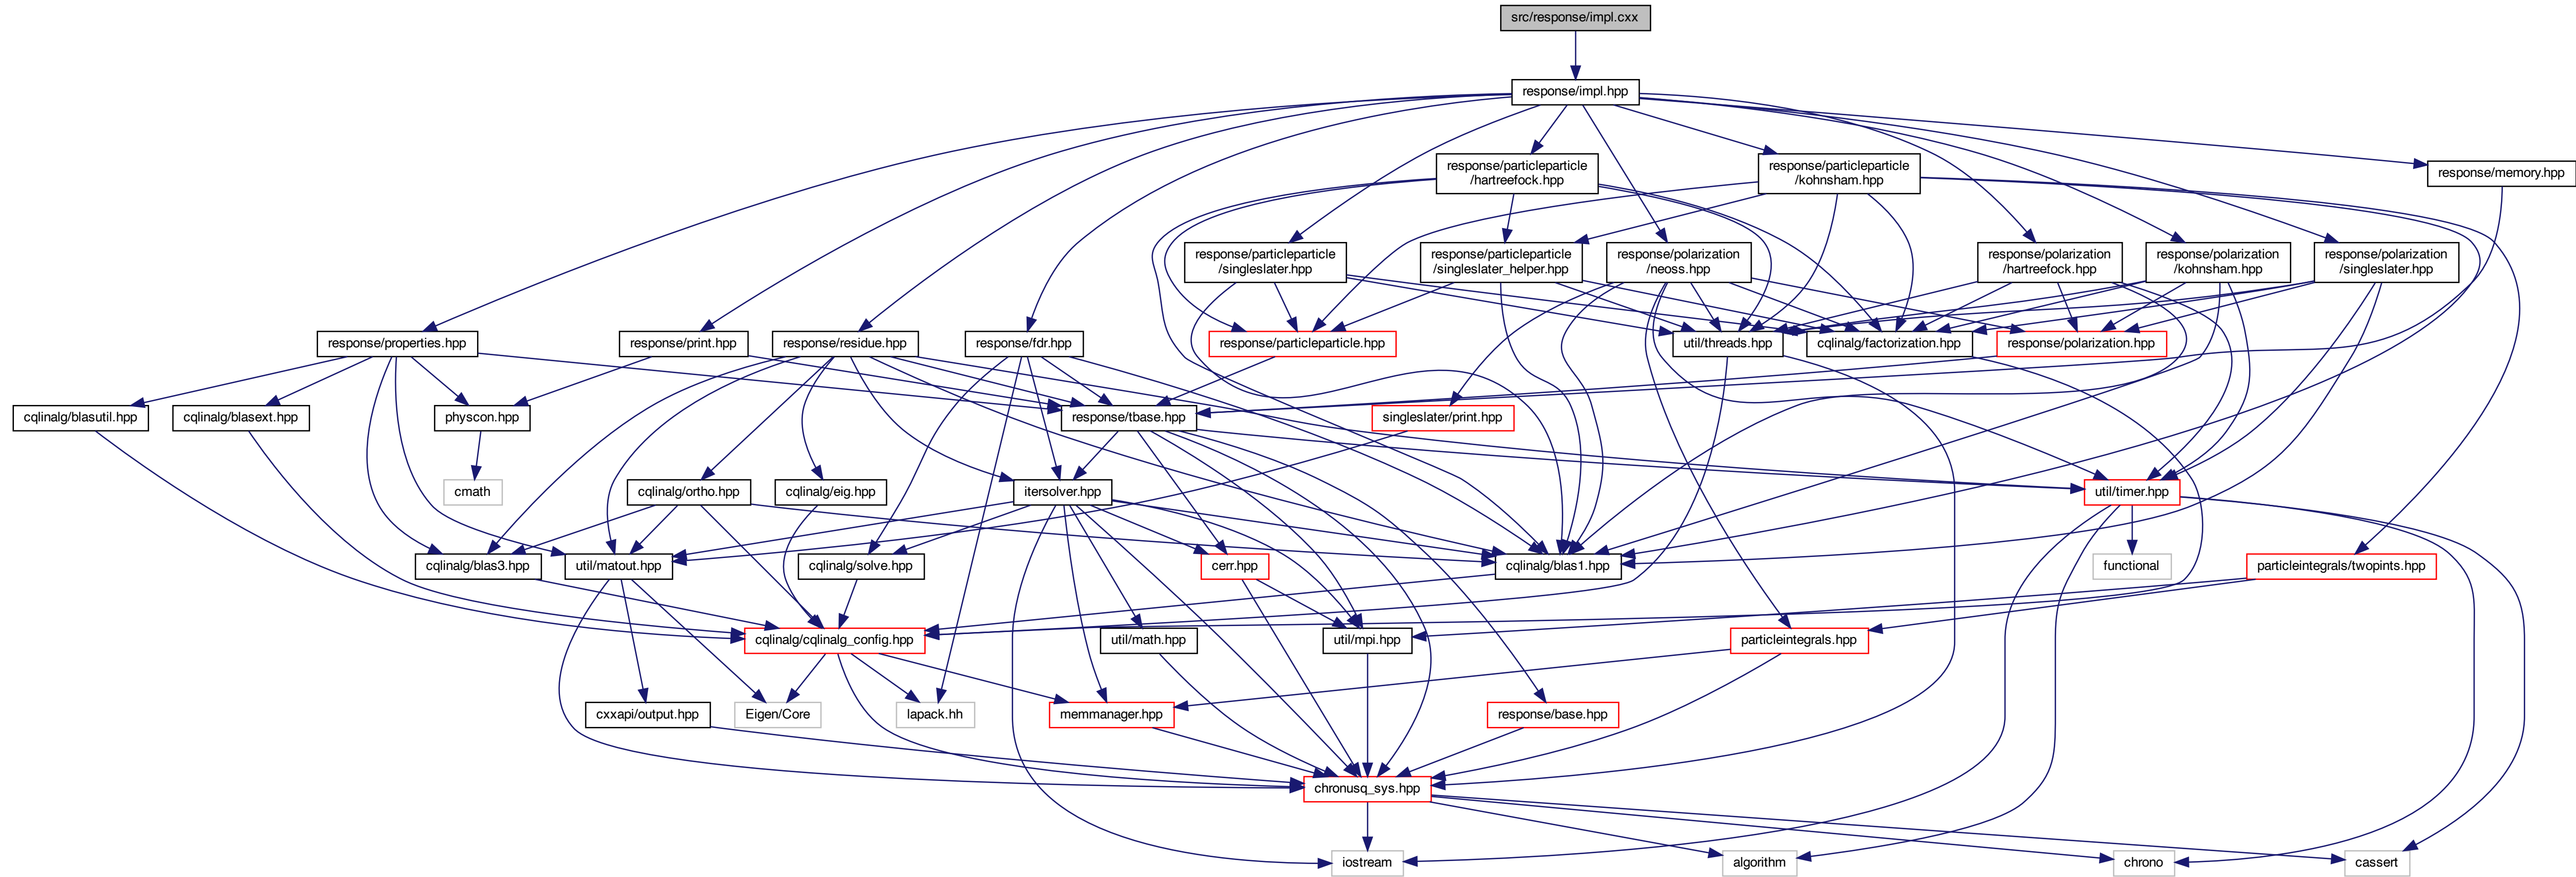 src/response/impl.cxx
response/impl.hpp
response/particleparticle
/hartreefock.hpp
response/particleparticle
/kohnsham.hpp
response/memory.hpp
response/particleparticle
/singleslater.hpp
response/particleparticle
/singleslater_helper.hpp
response/polarization
/neoss.hpp
response/polarization
/hartreefock.hpp
response/polarization
/kohnsham.hpp
response/polarization
/singleslater.hpp
response/properties.hpp
response/print.hpp
response/residue.hpp
response/fdr.hpp
response/particleparticle.hpp
util/threads.hpp
cqlinalg/factorization.hpp
response/polarization.hpp
cqlinalg/blasutil.hpp
cqlinalg/blasext.hpp
physcon.hpp
response/tbase.hpp
singleslater/print.hpp
cmath
cqlinalg/ortho.hpp
cqlinalg/eig.hpp
itersolver.hpp
util/timer.hpp
cqlinalg/blas3.hpp
util/matout.hpp
cqlinalg/solve.hpp
cerr.hpp
cqlinalg/blas1.hpp
functional
particleintegrals/twopints.hpp
cqlinalg/cqlinalg_config.hpp
util/math.hpp
util/mpi.hpp
particleintegrals.hpp
cxxapi/output.hpp
Eigen/Core
lapack.hh
memmanager.hpp
response/base.hpp
chronusq_sys.hpp
iostream
algorithm
chrono
cassert